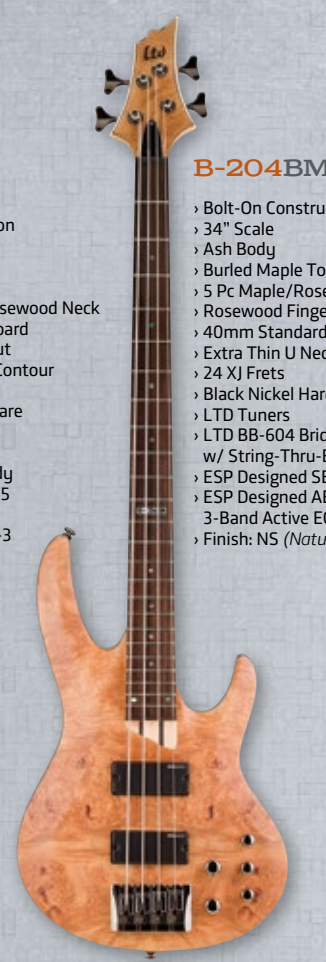 Ltd
on
sewood Neck
oard
ut
Contour
are
dy
5
-3
B-204BM
› Bolt-On Constru
› 34” Scale
› Ash Body
› Burled Maple To
› 5 Pc Maple/Rose
› Rosewood Finge
› 40mm Standard
› Extra Thin U Nec
› 24 XJ Frets
› Black Nickel Har
› LTD Tuners
› LTD BB-604 Brid
w/ String-Thru-B
› ESP Designed SB
› ESP Designed AB
3-Band Active EQ
› Finish: NS (Natu